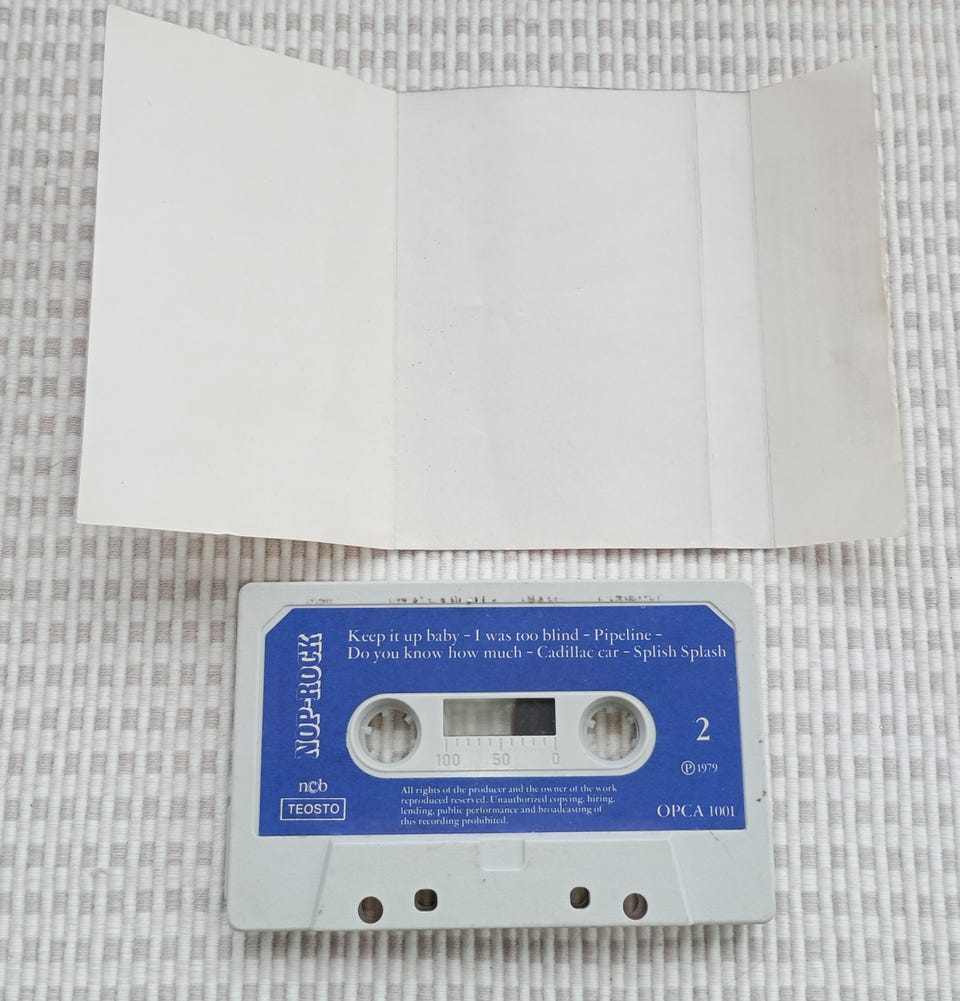 Keep it up baby – I was too blind – Pipeline –
Do you know how much – Cadillac car – Splish Splash
NOP-ROCK
2
100 50 0
℗ 1979
ncb
TEOSTO
All rights of the producer and the owner of the work
reproduced reserved. Unauthorized copying, hiring,
lending, public performance and broadcasting of
this recording prohibited.
OPCA 1001